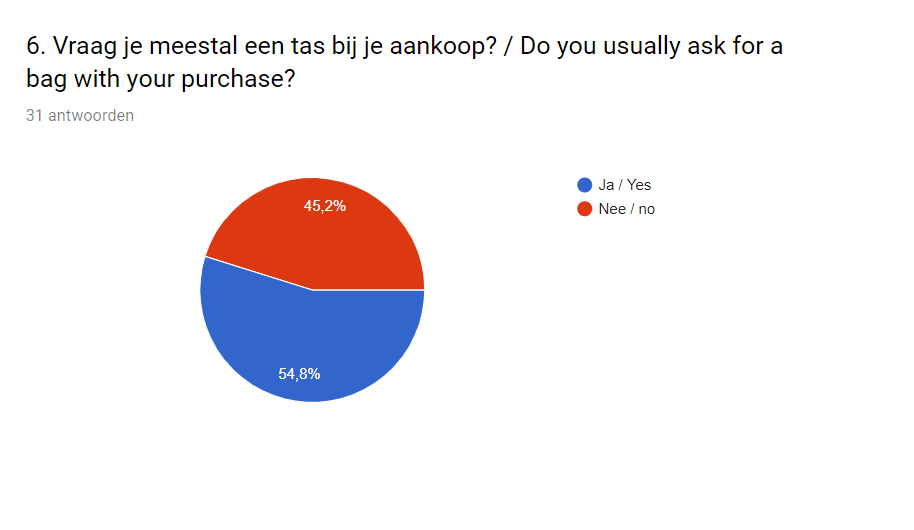 6. Vraag je meestal een tas bij je aankoop? / Do you usually ask for a
bag with your purchase?
31 antwoorden
Ja / Yes
Nee / no
45,2%
54,8%